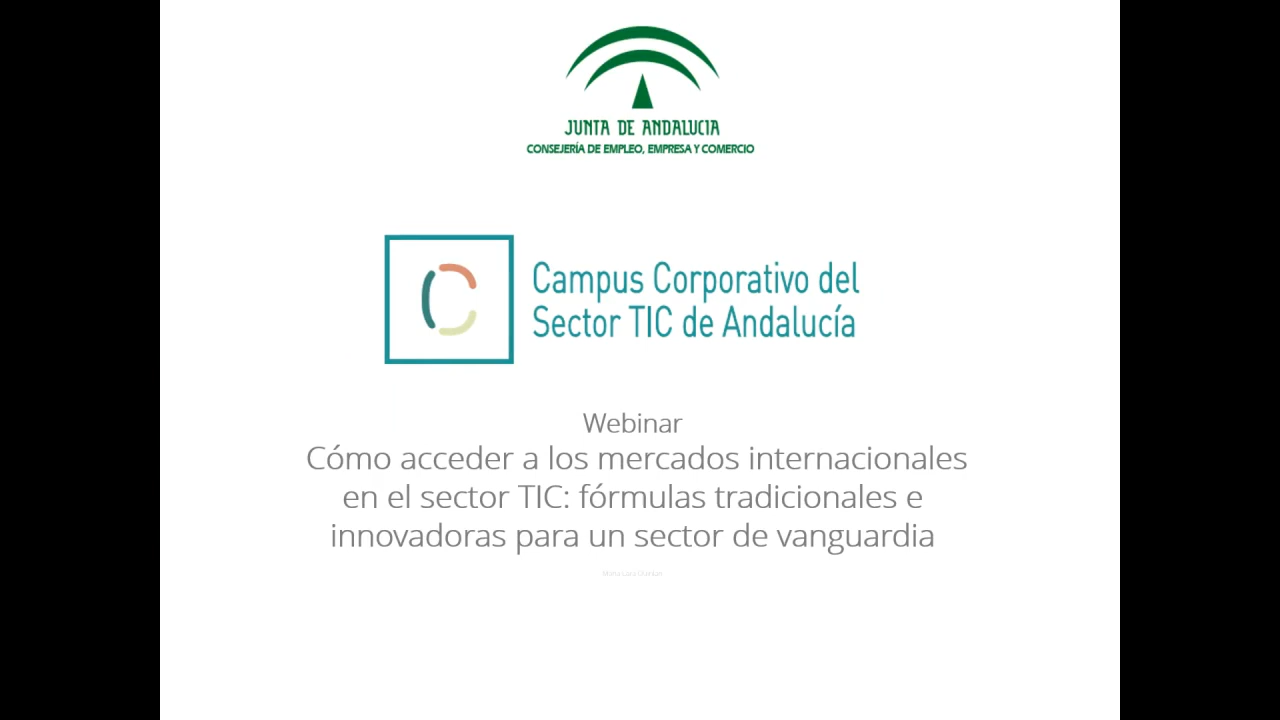 JUNTA DE ANDALUCIA
CONSEJERÍA DE EMPLEO, EMPRESA Y COMERCIO
Campus Corporativo del
Sector TIC de Andalucía
Webinar
Cómo acceder a los mercados internacionales
en el sector TIC: fórmulas tradicionales e
innovadoras para un sector de vanguardia